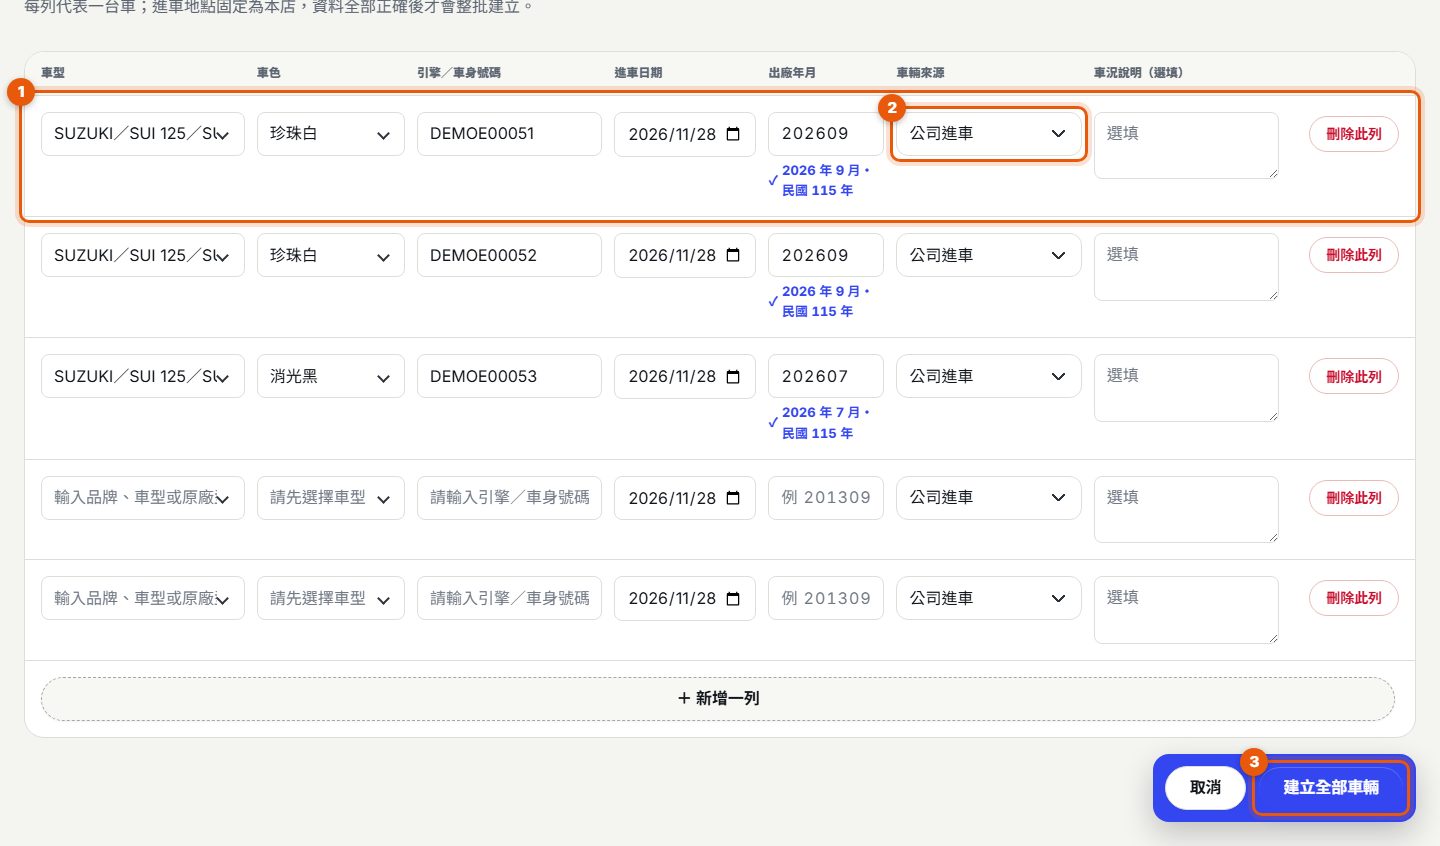 每列代表一台車；進車地點固定為本店，資料全部正確後才會整批建立。
車型 車色 引擎／車身號碼 進車日期 出廠年月 車輛來源 車況說明（選填）
1
2
SUZUKI／SUI 125／SU 珍珠白 DEMOE00051 2026/11/28 202609 公司進車 選填 刪除此列
✓ 2026 年 9 月・
民國 115 年
SUZUKI／SUI 125／SU 珍珠白 DEMOE00052 2026/11/28 202609 公司進車 選填 刪除此列
✓ 2026 年 9 月・
民國 115 年
SUZUKI／SUI 125／SU 消光黑 DEMOE00053 2026/11/28 202607 公司進車 選填 刪除此列
✓ 2026 年 7 月・
民國 115 年
輸入品牌、車型或原廠 請先選擇車型 請輸入引擎／車身號碼 2026/11/28 例 201309 公司進車 選填 刪除此列
輸入品牌、車型或原廠 請先選擇車型 請輸入引擎／車身號碼 2026/11/28 例 201309 公司進車 選填 刪除此列
＋ 新增一列
3
取消 建立全部車輛